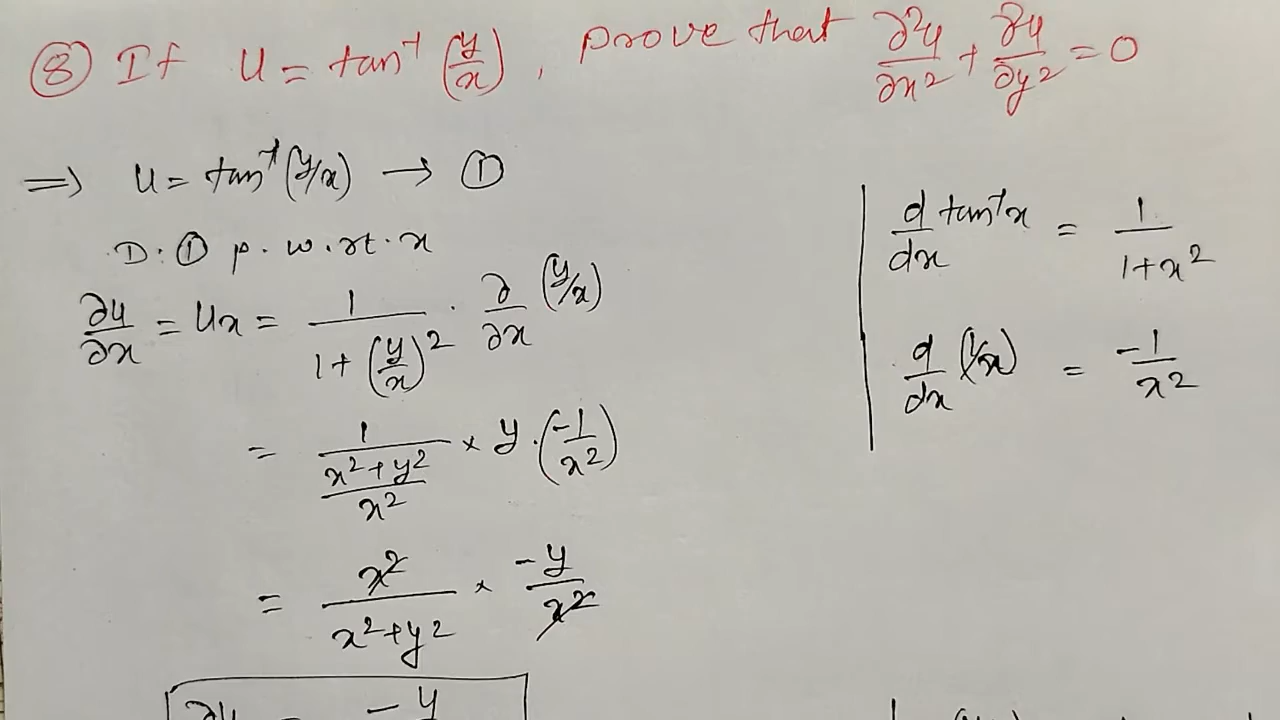 ⑧ If u = tan⁻¹ (y/x), prove that ∂²u/∂x² + ∂²u/∂y² = 0
⇒ u = tan⁻¹ (y/x) → ①
D. ① p. w. rt. x
∂u/∂x = ux = 1/(1+(y/x)²) · ∂/∂x (y/x)
= 1/((x²+y²)/x²) × y · (-1/x²)
= x²/(x²+y²) × -y/x²
∂u = -y
d/dx tan⁻¹x = 1/(1+x²)
d/dx (1/x) = -1/x²